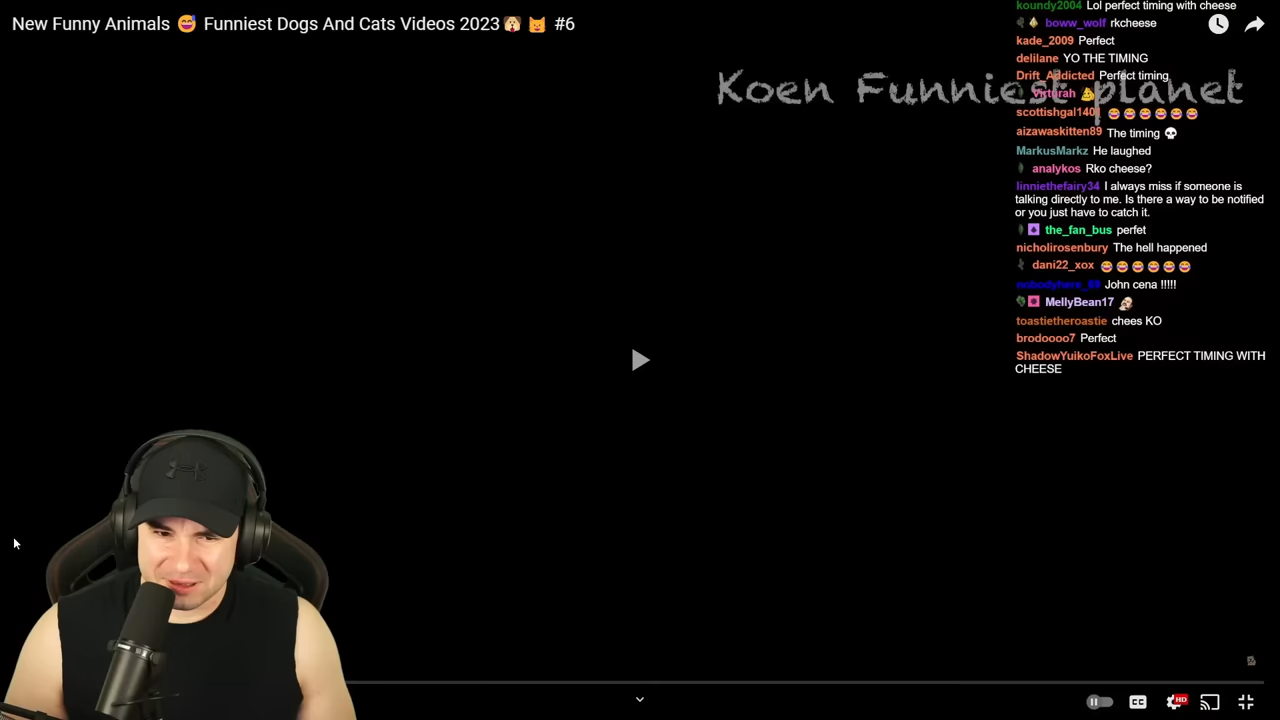 New Funny Animals 😅 Funniest Dogs And Cats Videos 2023🐶 😺 #6
Koen Funniest planet
koundy2004 Lol perfect timing with cheese
boww_wolf rkcheese
kade_2009 Perfect
delilane YO THE TIMING
Drift_Addicted Perfect timing
scottishgal140 😂😂😂😂😂😂
aizawaskitten89 The timing 💀
MarkusMarkz He laughed
analykos Rko cheese?
linniethefairy34 I always miss if someone is
talking directly to me. Is there a way to be notified
or you just have to catch it.
the_fan_bus perfet
nicholirosenbury The hell happened
dani22_xox 😂😂😂😂😂😂
John cena !!!!!
MellyBean17
toastietheroastie chees KO
brodoooo7 Perfect
ShadowYuikoFoxLive PERFECT TIMING WITH
CHEESE
CC
HD